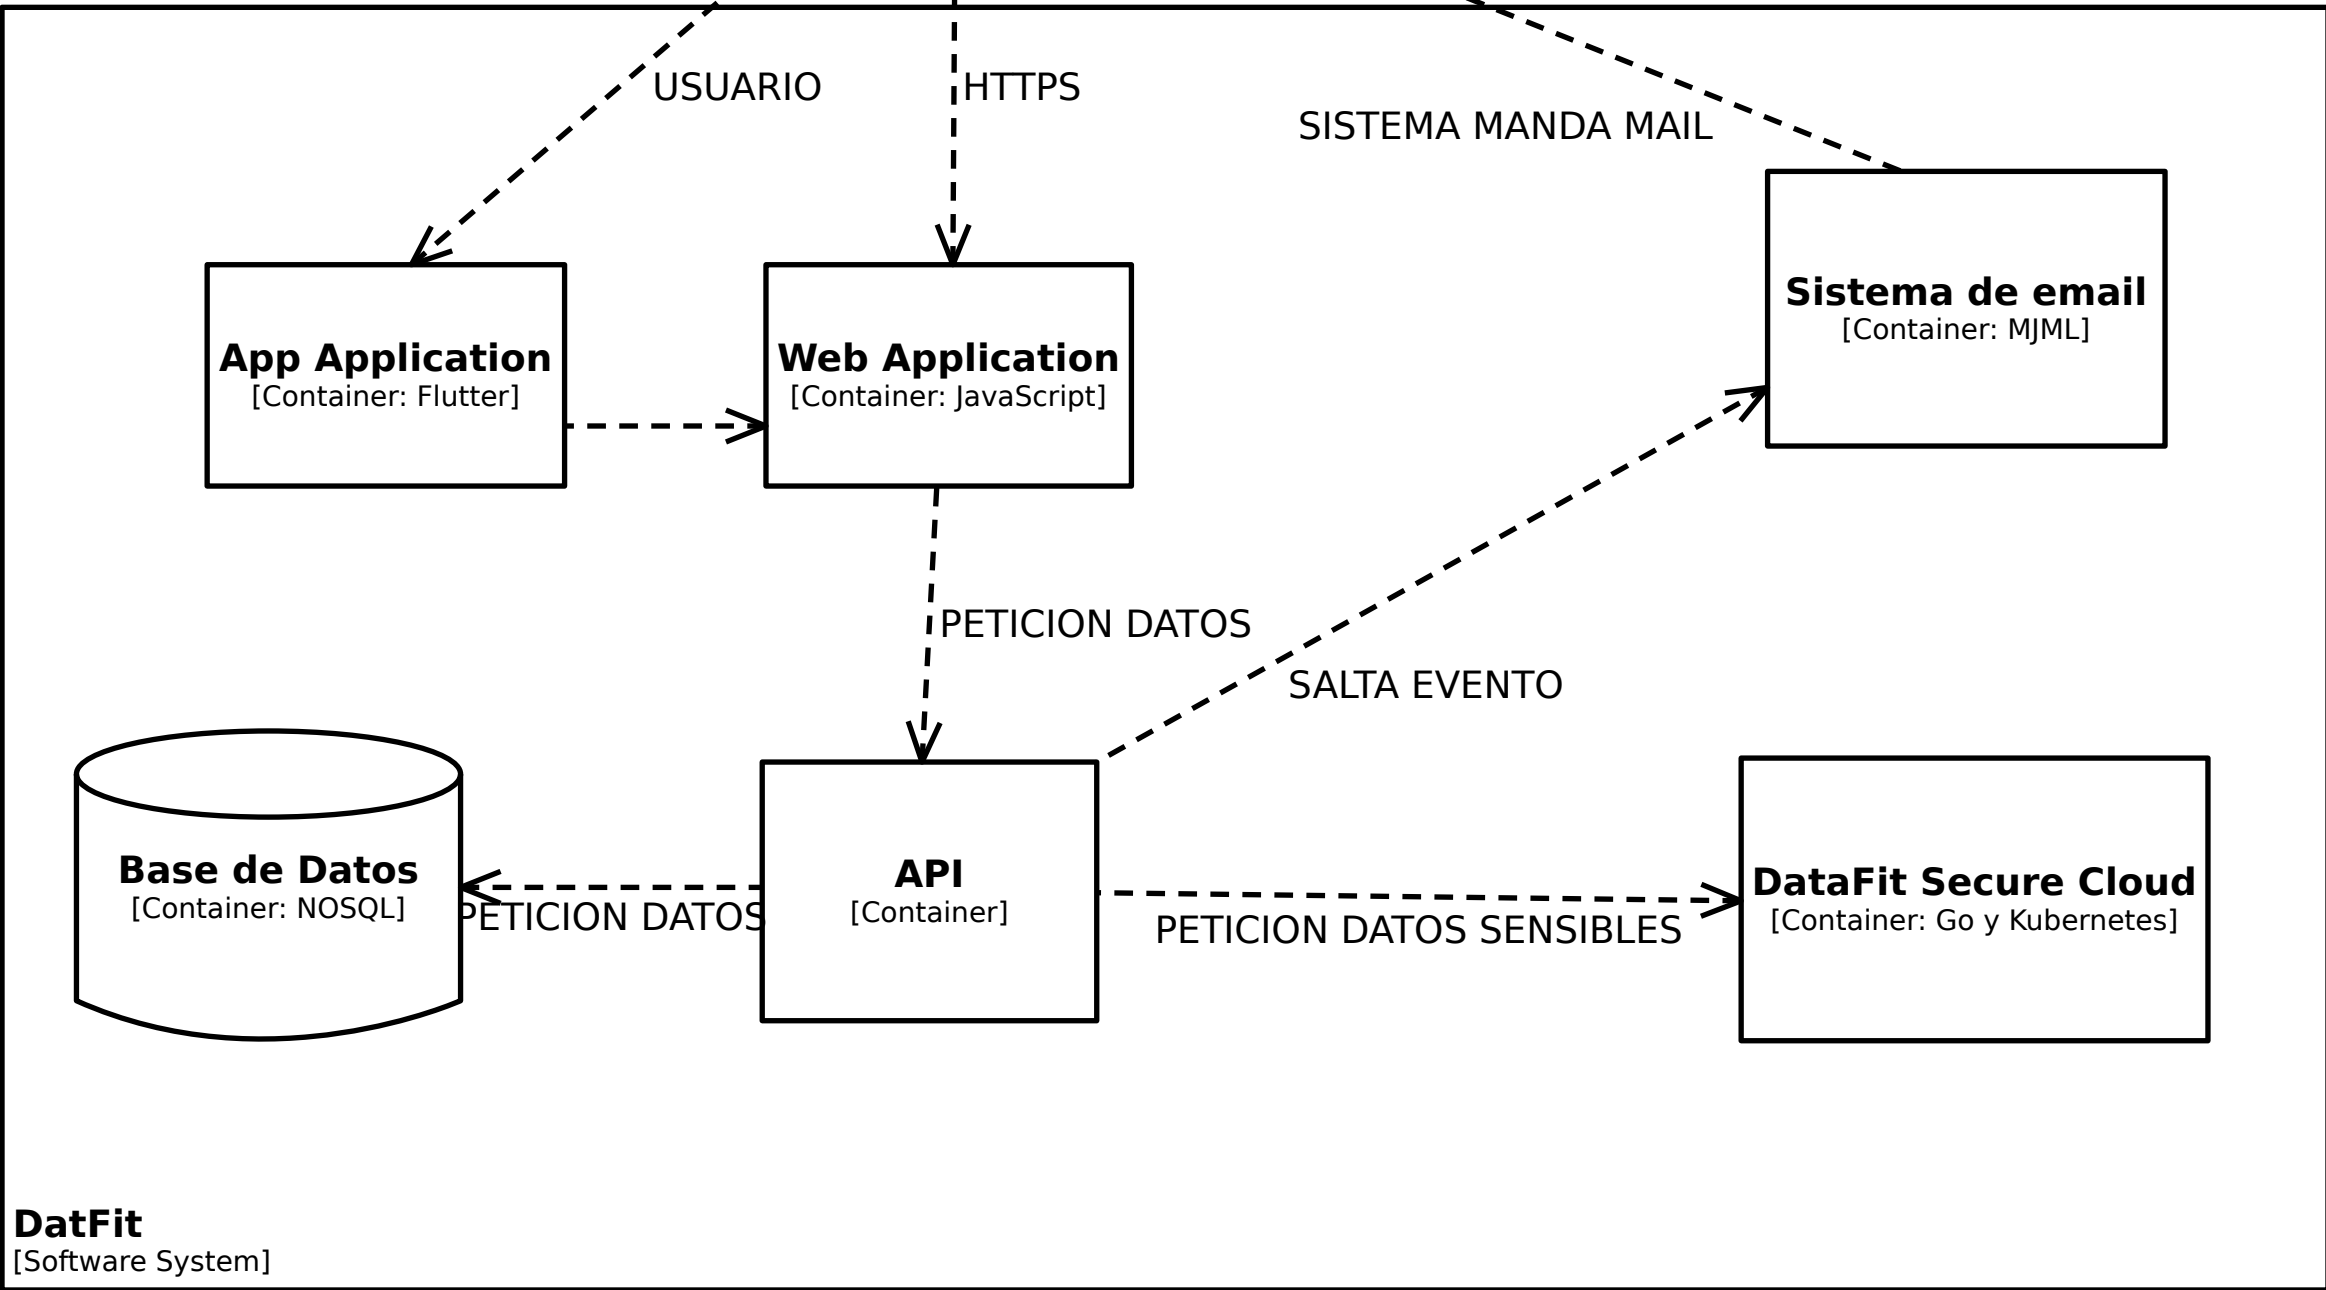 USUARIO
HTTPS
SISTEMA MANDA MAIL
App Application
[Container: Flutter]
Web Application
[Container: JavaScript]
Sistema de email
[Container: MJML]
PETICION DATOS
SALTA EVENTO
Base de Datos
[Container: NOSQL]
PETICION DATOS
API
[Container]
PETICION DATOS SENSIBLES
DataFit Secure Cloud
[Container: Go y Kubernetes]
DatFit
[Software System]